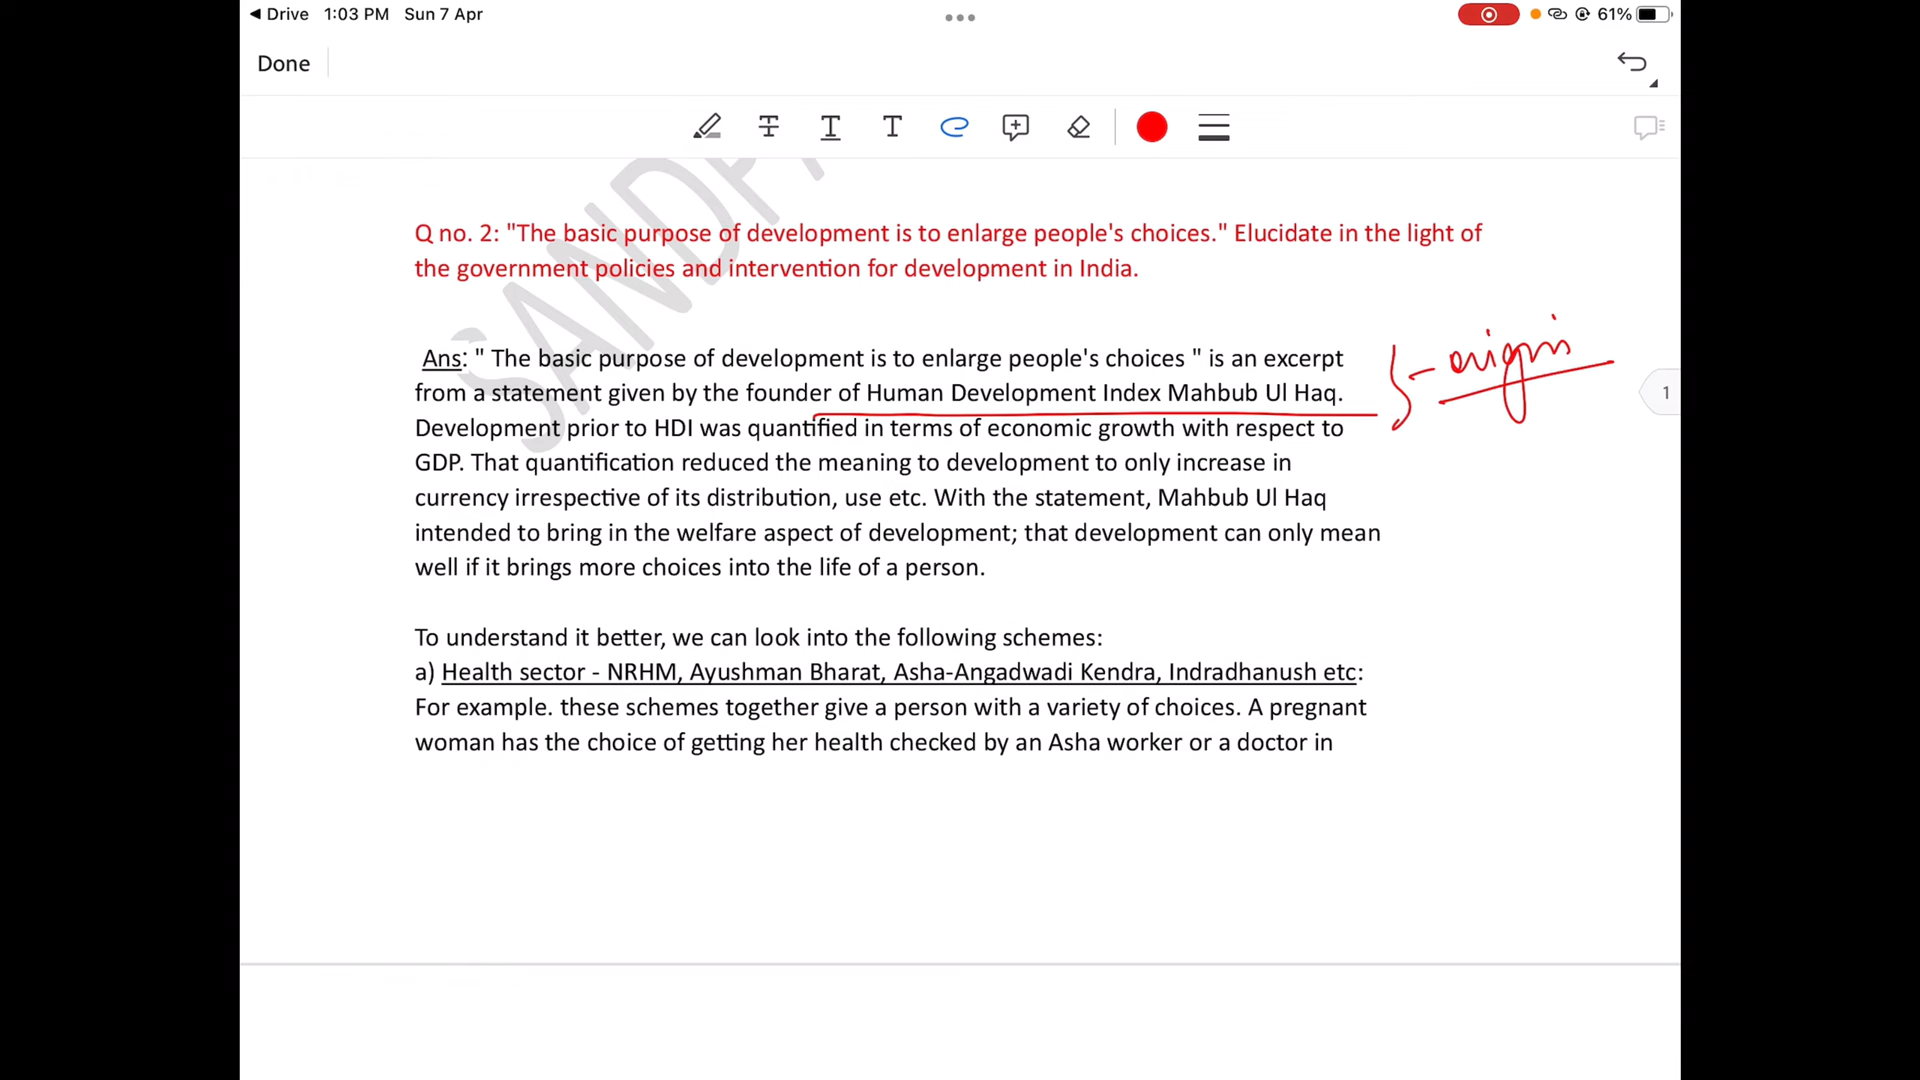 Drive 1:03 PM Sun 7 Apr
61%
Done
Q no. 2: "The basic purpose of development is to enlarge people's choices." Elucidate in the light of
the government policies and intervention for development in India.
Ans: " The basic purpose of development is to enlarge people's choices " is an excerpt
from a statement given by the founder of Human Development Index Mahbub Ul Haq.
origin
1
Development prior to HDI was quantified in terms of economic growth with respect to
GDP. That quantification reduced the meaning to development to only increase in
currency irrespective of its distribution, use etc. With the statement, Mahbub Ul Haq
intended to bring in the welfare aspect of development; that development can only mean
well if it brings more choices into the life of a person.
To understand it better, we can look into the following schemes:
a) Health sector - NRHM, Ayushman Bharat, Asha-Angadwadi Kendra, Indradhanush etc:
For example. these schemes together give a person with a variety of choices. A pregnant
woman has the choice of getting her health checked by an Asha worker or a doctor in